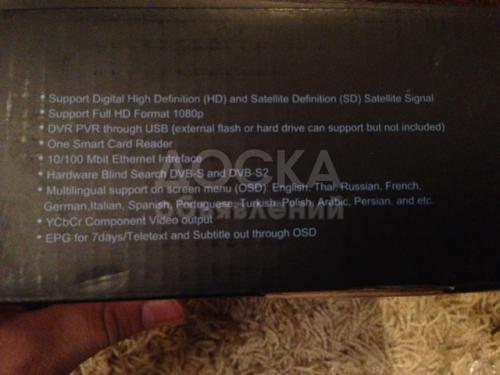 * Support Digital High Definition (HD) and Satellite Definition (SD) Satellite Signal
* Support Full HD Format 1080p
* DVR PVR through USB (external flash or hard drive can support but not included)
* One Smart Card Reader
* 10/100 Mbit Ethernet Intreface
* Hardware Blind Search DVB-S and DVB-S2
* Multilingual support on screen menu (OSD): English, Thai, Russian, French,
German,Italian, Spanish, Portuguese, Turkish, Polish, Arabic, Persian, and etc.
* YCbCr Component Video output
* EPG for 7days/Teletext and Subtitle out through OSD
ДОСКА
ОБЪЯВЛЕНИЙ